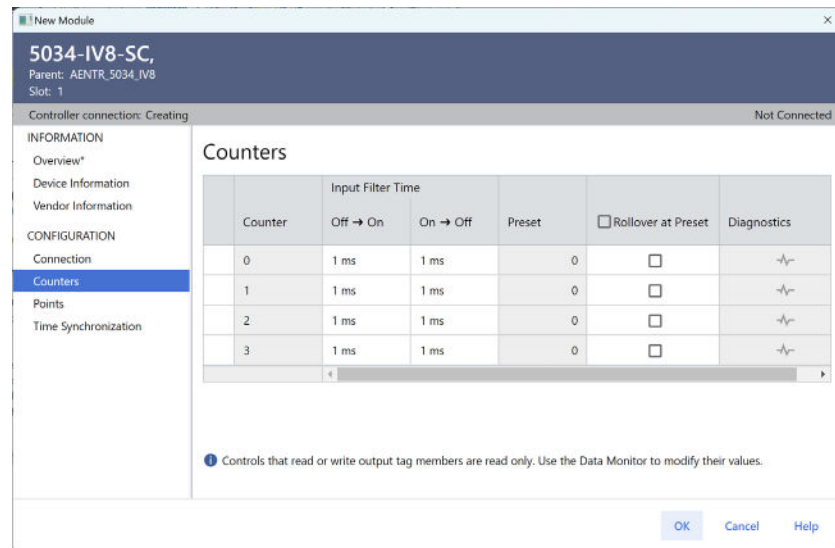 New Module
5034-IV8-SC,
Parent: AENTR_5034_IV8
Slot: 1
Controller connection: Creating
Not Connected
INFORMATION
Overview*
Device Information
Vendor Information
CONFIGURATION
Connection
Counters
Points
Time Synchronization
Counters
Input Filter Time
Counter Off → On On → Off Preset Rollover at Preset Diagnostics
0 1 ms 1 ms 0
1 1 ms 1 ms 0
2 1 ms 1 ms 0
3 1 ms 1 ms 0
Controls that read or write output tag members are read only. Use the Data Monitor to modify their values.
OK Cancel Help